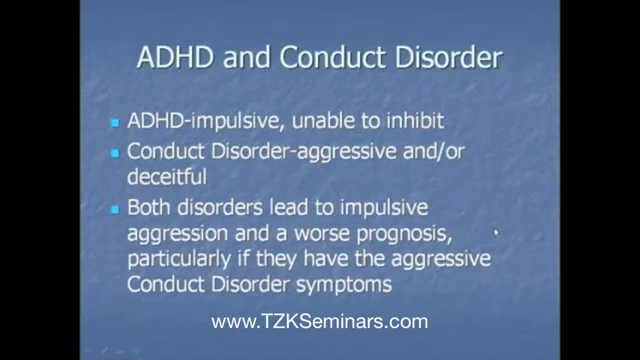 ADHD and Conduct Disorder
ADHD-impulsive, unable to inhibit
Conduct Disorder-aggressive and/or
deceitful
Both disorders lead to impulsive
aggression and a worse prognosis,
particularly if they have the aggressive
Conduct Disorder symptoms
www.TZKSeminars.com